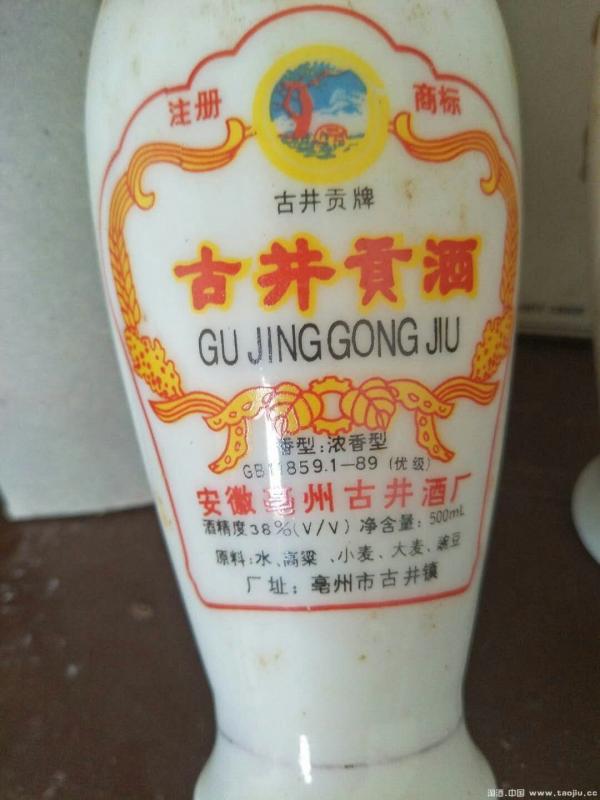 注册 商标
古井贡牌
古井贡酒
GU JING GONG JIU
香型:浓香型
GB11859.1-89 (优级)
安徽亳州古井酒厂
酒精度38%(V/V) 净含量: 500mL
原料:水、高粱、小麦、大麦、豌豆
厂址: 亳州市古井镇
淘酒.中国 www.taojiu.cc